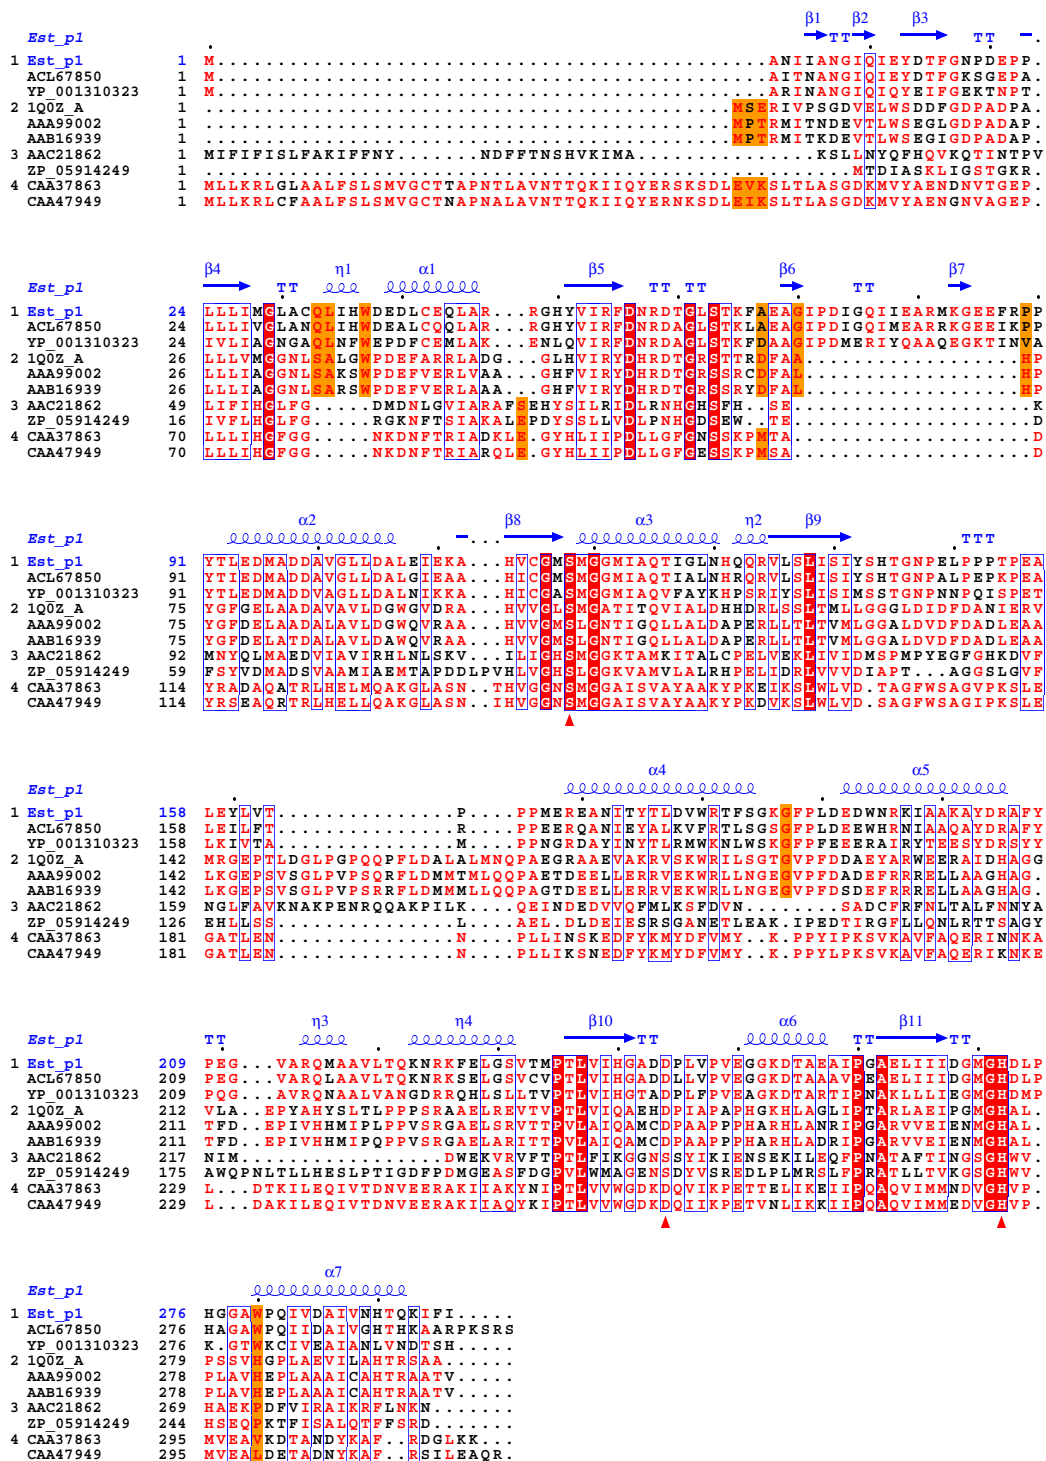 β1 β2 β3
Est_p1 TT TT
1 Est_p1 1 M..............................................ANIIANGIQIEYDTFGNPDEPP.
ACL67850 1 M..............................................AITNANGIQIEYDTFGKSGEPA.
YP_001310323 1 M..............................................ARINANGIQIQYEIFGEKTNPT.
2 1Q0Z_A 1 ............................................MSERIVPSGDVELWSDDFGDPADPA.
AAA99002 1 ............................................MPTRMITNDEVTLWSEGLGDPADAP.
AAB16939 1 ............................................MPTRMITKDEVTLWSEGIGDPADAP.
3 AAC21862 1 MIFIFISLFAKIFFNY.......NDFFTNSHVKIMA...............KSLLNYQFHQVKQTINTPV
ZP_05914249 1 ......................................................MTDIASKLIGSTGKR.
4 CAA37863 1 MLLKRLGLAALFSLSMVGCTTAPNTLAVNTTQKIIQYERSKSDLEVKSLTLASGDKMVYAENDNVTGEP.
CAA47949 1 MLLKRLCFAALFSLSMVGCTNAPNALAVNTTQKIIQYERNKSDLEIKSLTLASGDKMVYAENGNVAGEP.
β4 η1 α1 β5 β6 β7
Est_p1 TT TT TT TT
1 Est_p1 24 LLLIMGLACQLIHWDEDLCEQLAR...RGHYVIRFDNRDTGLSTKFAEAGIPDIGQIIEARMKGEEFRPP
ACL67850 24 LLLIVGLANQLIHWDEALCQQLAR...RGHYVIRFDNRDTGLSTKLAEAGIPDIGQIMEARRKGEEIRPA
YP_001310323 24 IVLIAGNGAQLNFWEPDFCEMLAK...ENLQVIRFDNRDAGLSTKFDAAGIPDMERIYQAAQEGKTINVA
2 1Q0Z_A 26 LLLVMGGNLSALGWPDEFARRLADG...GLHVIRYDHRDTGRSTTRDFAA...................HP
AAA99002 26 LLLIAGGNLSAKSWPDEFVERLVAA...GHFVIRYDHRDTGRSSRCDFAL...................HP
AAB16939 26 LLLIAGGNLSARSWPDEFVERLAAA...GHFVIRYDHRDTGRSSRYDFAL...................HP
3 AAC21862 49 LIFIHGLFG.....DMDNLGVIARAFSEHYSILRIDLRNHGHSFH..SE.....................K
ZP_05914249 16 IVFLHGLFG.....RGKNFTSIAKALEPDYSSLLVDLPNHGDSEW..TE.....................D
4 CAA37863 70 LLLIHGFGG.....NKDNFTRIADKLE.GYHLIIPDLLGFGNSSKPMTA.....................D
CAA47949 70 LLLIHGFGG.....NKDNFTRIARQLE.GYHLIIPDLLGFGESSKPMSA.....................D
α2 β8 α3 η2 β9
Est_p1 TTT
1 Est_p1 91 YTLEDMADDAVGLLDALEIEKA...HVCGMSMGGMIAQTIGLNHQQRVLSLISIYSHTGNPELPPPTPEA
ACL67850 91 YTIEDMADDAVGLLDALGIEAA...HICGMSMGGMIAQTIAIRHRQRVLSLISIYSHTGNPALPEPKPEA
YP_001310323 91 YTLEDMADDVAGLLDALNIKKA...HICGASMGGMIAQVFAYKHPSRIYSLISIMSSTGNPNNPQISPET
2 1Q0Z_A 75 YGFGELAADAVAVLDGWGVDRA...HVVGLSMGATITQVIALDHHDRLSSLTMLLGGGLDIDFDANIERV
AAA99002 75 YGFDELAADALAVLDGWQVRAA...HVVGMSLGNTIGQLLALDAPERLLTLTVMLGGALDVDFDADLEAA
AAB16939 75 YGFDELATDALAVLDAWQVRAA...HVVGMSLGNTIGQLLALDAPERLLTLTVMLGGALDVDFDADLEAA
3 AAC21862 92 MNYQLMAEDVIAVIRHLNLSKV...ILIGHSMGGKTAMKITALCPELVEKLIVIDMSPMPYEGFGHKDVF
ZP_05914249 59 FSYVDMADSVAAMIAEMTAPDDLPVHLVGHSLGGKVAMVLALRHPELIDRLVVVDIAPT...AGGSLGVF
4 CAA37863 114 YRADAQATRLHELMQAKGLASN..THVGGNSMGGAISVAYAAKYPKEIKSLWLVD.TAGFWSAGVPKSLE
CAA47949 114 YRSEAQRTRLHELLQAKGLASN..IHVGGNSMGGAISVAYAAKYPKDVKSLWLVD.SAGFWSAGIPKSLE
α4 α5
Est_p1
1 Est_p1 158 LEYLVT...............P...PPMEREANITYTLDVWRTFSGKGFPLDEDWNRKIAAKAYDRAFY
ACL67850 158 LEILFT...............R...PPEERQANIEYALKVFRTLSGSGFPLDEEWHRNIAAQAYDRAFY
YP_001310323 158 LKIVTA...............M...PPNGRDAYINYTLRMWKNLWSKGFPFEEERAIRYTEESYDRSYY
2 1Q0Z_A 142 MRGEPTLDGLPGPQQPFLDALALMNQPAEGRAAEVAKRVSKWRILSGTGVPFDDAEYARWEERAIDHAGG
AAA99002 142 LKGEPSVSGLPVPSQRFLDMMTMLQQPAETDEELLERRVEKWRLLNGEGVPFDADEFRRRELLAAGHAG.
AAB16939 142 LKGEPSVSGLPVPSRRFLDMMMLLQQPAGTDEELLERRVEKWRLLNGEGVPFDSDEFRRRELLAAGHAG.
3 AAC21862 159 NGLFAVKNAKPENRQQAKPILK....QEINDEDVVQFMLKSFDVN........SADCFRFNLTALFNNYA
ZP_05914249 126 EHLLSS...............L...AEL.DLDEIESRSGANETLEAK.IPEDTIRGFLLQNLRTTSAGY
4 CAA37863 181 GATLEN...............N...PLLINSKEDFYKMYDFVMY..K.PPYIPKSVKAVFAQERINNKA
CAA47949 181 GATLEN...............N...PLLIKSNEDFYKMYDFVMY..K.PPYLPKSVKAVFAQERIKNKE
η3 η4 β10 α6 β11
Est_p1 TT TT TT TT
1 Est_p1 209 PEG...VARQMAAVLTQKNRKFELGSVTMPTLVIHGADDPLVPVEGGKDTAEAIPGAELIIIDGMGHDLP
ACL67850 209 PEG...VARQLAAVLTQKNRKSELGSVCVPTLVIHGADDLLVPVEGGKDTAAAVPEAELIIIDGMGHDLP
YP_001310323 209 PQG...AVRQNAALVANGDRRQHLSLLTVPTLVIHGTADPLFPVEAGKDTARTIPNAKLLLIEGMGHDMP
2 1Q0Z_A 212 VLA..EPYAHYSLTLPPPSRAAELREVTVPTLVIQAEHDPIAPAPHGKHLAGLIPTARLAEIPGMGHAL.
AAA99002 211 TFD..EPIVHHMIPLPPVSRGAELSRVTTPVLAIQAMCDPAAPPPHARHLANRIPGARVVEIENMGHAL.
AAB16939 211 TFD..EPIVHHMIPQPPVSRGAELARITTPVLAIQAMCDPAAPPPHARHLADRIPGARVVEIENMGHAL.
3 AAC21862 217 NIM...............DWEKVRVFTPTLFIKGGNSSYIKIENSEKILEQFPNATAFTINGSGHWV.
ZP_05914249 175 AWQPNLTLLHESLPTIGDFPDMGEASFDGPVLWMAGENSDYVSREDLPLMRSLFPRATLLTVKGSGHWV.
4 CAA37863 229 L...DTKILEQIVTDNVEERAKIIAKYNIPTLVVWGDKDQVIKPETTELIKEIIPQAQVIMMNDVGHVP.
CAA47949 229 L...DAKILEQIVTDNVEERAKIIAQYKIPTLVVWGDKDQIIKPETVNLIKKIIPQAQVIMMEDVGHVP.
α7
Est_p1
1 Est_p1 276 HGGAWPQIVDAIVNHTQKIFI.....
ACL67850 276 HAGAWPQIIDAIVGHTHKAARPKSRS
YP_001310323 276 K.GTWKCIVEAIANLVNDTSH.....
2 1Q0Z_A 279 PSSVHGPLAEVILAHTRSAA......
AAA99002 278 PLAVHEPLAAAICAHTRAATV.....
AAB16939 278 PLAVHEPLAAAICAHTRAATV.....
3 AAC21862 269 HAEKPDFVIRAIKRFLNKN.......
ZP_05914249 244 HSEQPKTFISALQTFFSRD.......
4 CAA37863 295 MVEAVKDTANDYKAF..RDGLKK...
CAA47949 295 MVEALDETADNYKAF..RSILEAQR.